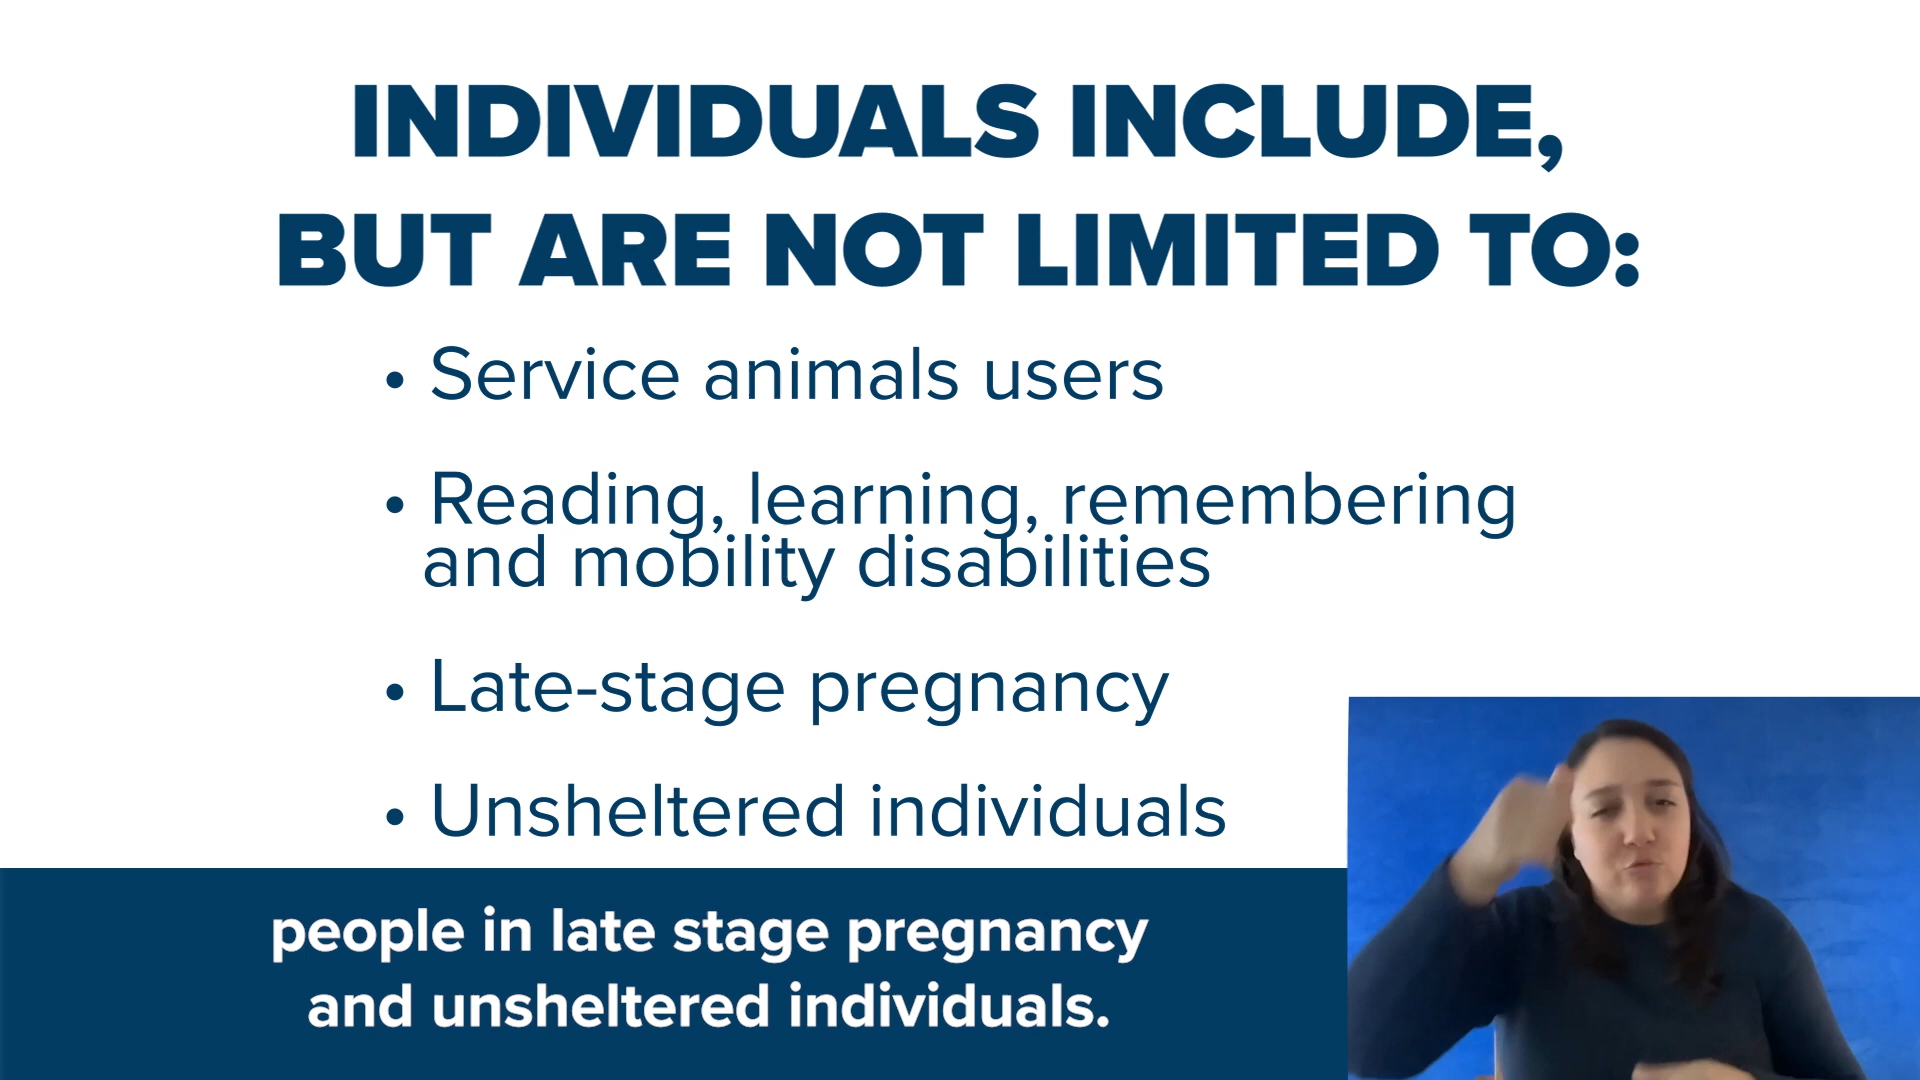 INDIVIDUALS INCLUDE,
BUT ARE NOT LIMITED TO:
• Service animals users
• Reading, learning, remembering
and mobility disabilities
• Late-stage pregnancy
• Unsheltered individuals
people in late stage pregnancy
and unsheltered individuals.